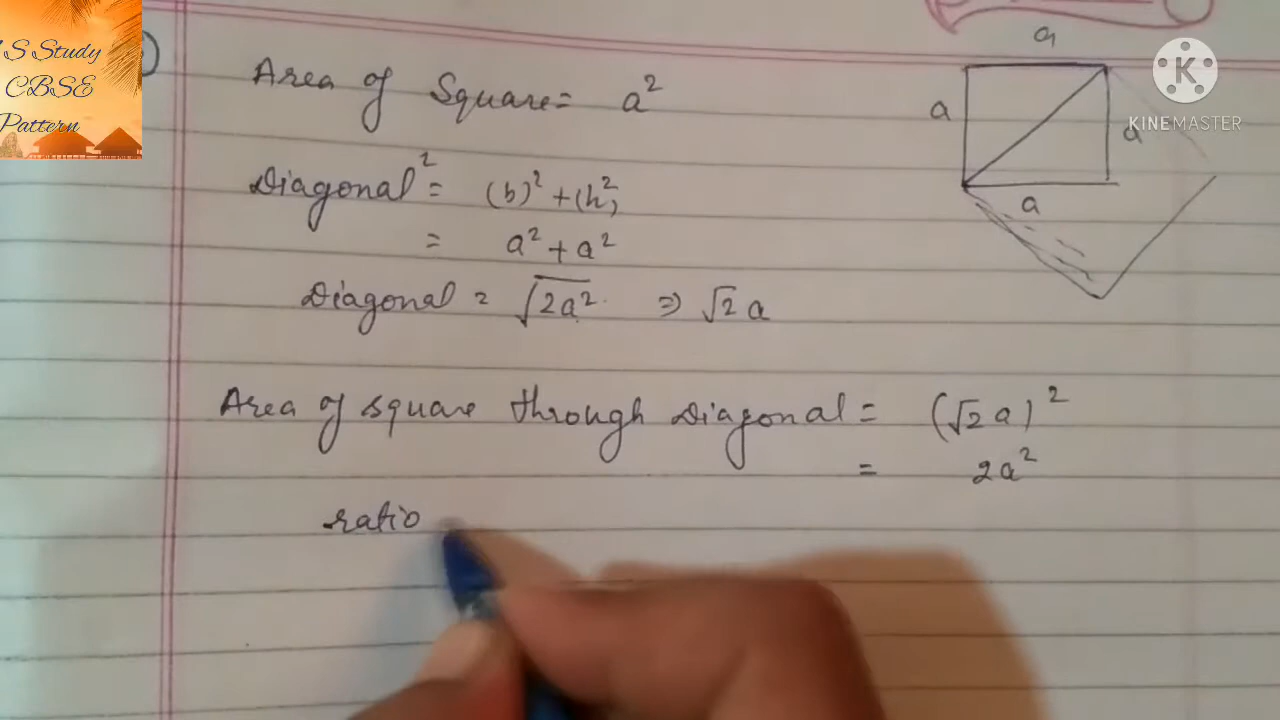 S Study
CBSE
Pattern
)
Area of Square = a²
Diagonal² = (b)² + (h)²
= a² + a²
Diagonal = √2a² ⇒ √2 a
Area of square through Diagonal = (√2 a)²
= 2a²
ratio
a
a
a
a
K
KINEMASTER